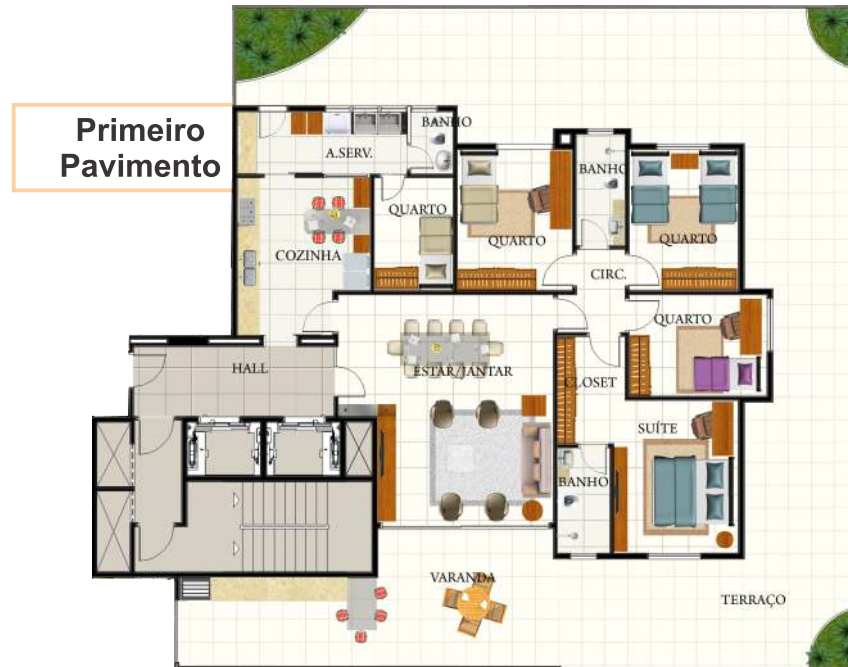 Primeiro
Pavimento
BANHO
A.SERV.
BANHO
QUARTO
QUARTO
QUARTO
COZINHA
CIRC.
QUARTO
HALL
ESTAR/JANTAR
CLOSET
SUÍTE
BANHO
VARANDA
TERRAÇO